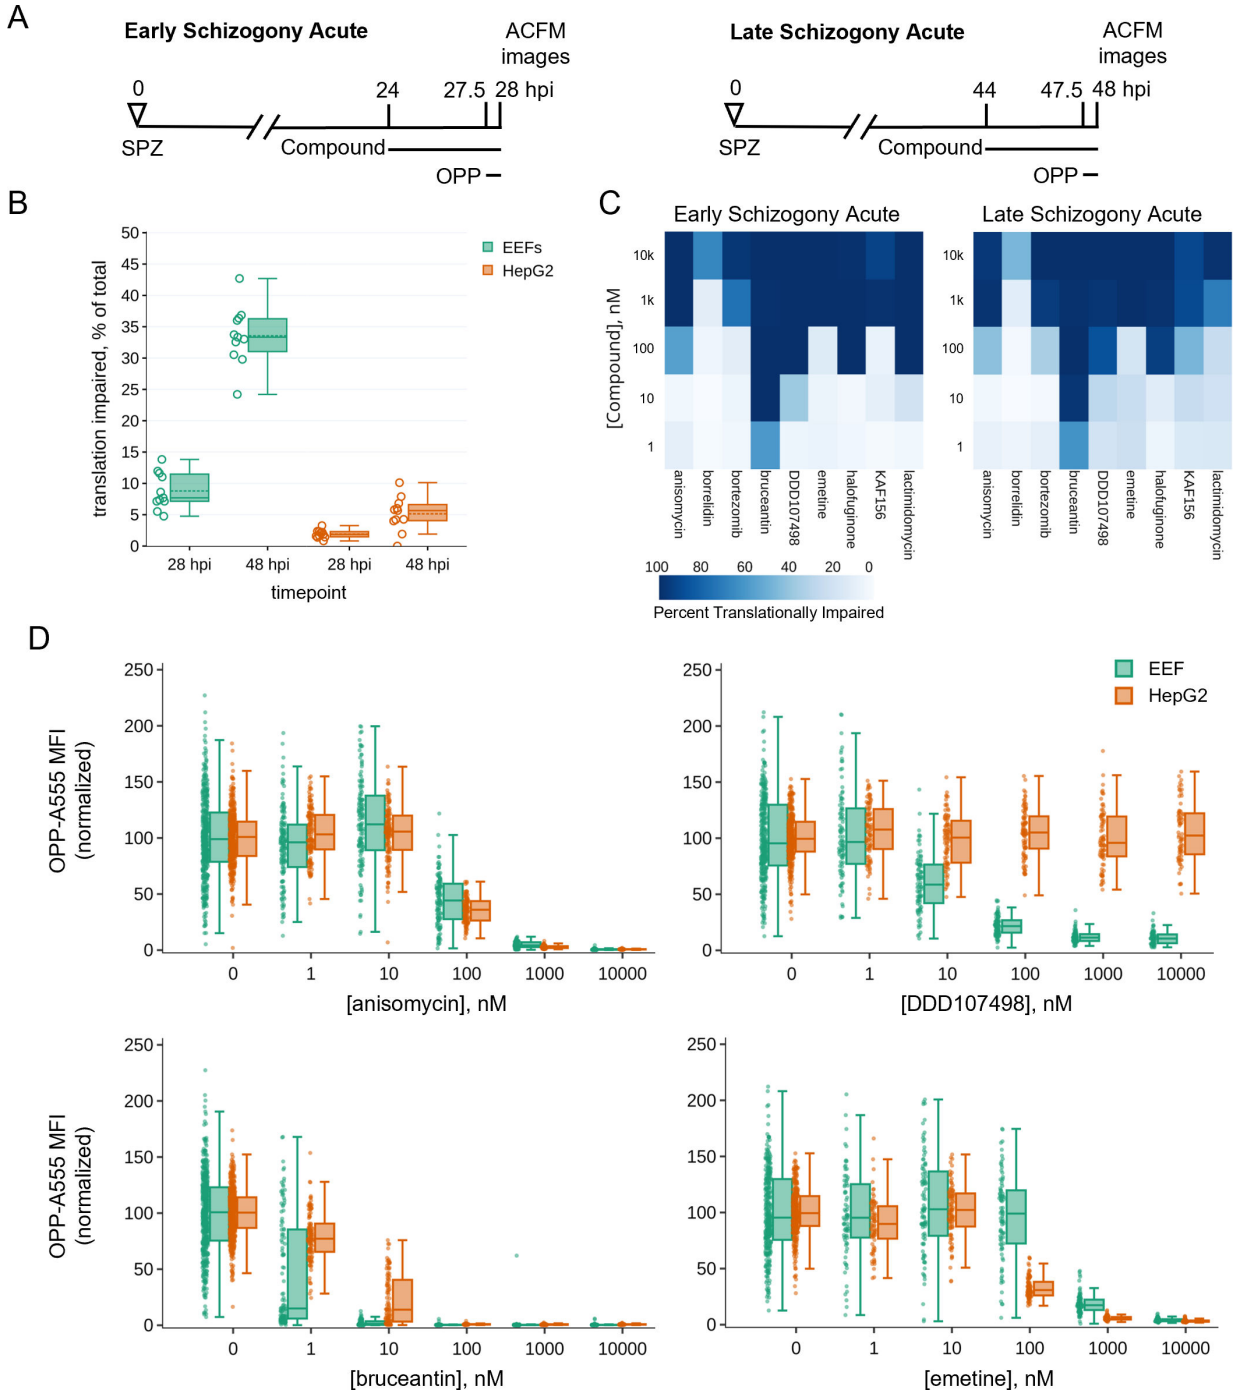 A
Early Schizogony Acute
ACFM
images
0
24
27.5
28 hpi
SPZ
Compound
OPP
Late Schizogony Acute
ACFM
images
0
44
47.5
48 hpi
SPZ
Compound
OPP
B
translation impaired, % of total
50
45
40
35
30
25
20
15
10
5
0
28 hpi
48 hpi
28 hpi
48 hpi
timepoint
EEFs
HepG2
C
Early Schizogony Acute
Late Schizogony Acute
[Compound], nM
10k
1k
100
10
1
10k
1k
100
10
1
anisomycin
borrelidin
bortezomib
bruceantin
DDD107498
emetine
halofuginone
KAF156
lactimidomycin
anisomycin
borrelidin
bortezomib
bruceantin
DDD107498
emetine
halofuginone
KAF156
lactimidomycin
100 80 60 40 20 0
Percent Translationally Impaired
D
OPP-A555 MFI
(normalized)
250
200
150
100
50
0
0 1 10 100 1000 10000
[anisomycin], nM
250
200
150
100
50
0
0 1 10 100 1000 10000
[DDD107498], nM
EEF
HepG2
OPP-A555 MFI
(normalized)
250
200
150
100
50
0
0 1 10 100 1000 10000
[bruceantin], nM
250
200
150
100
50
0
0 1 10 100 1000 10000
[emetine], nM